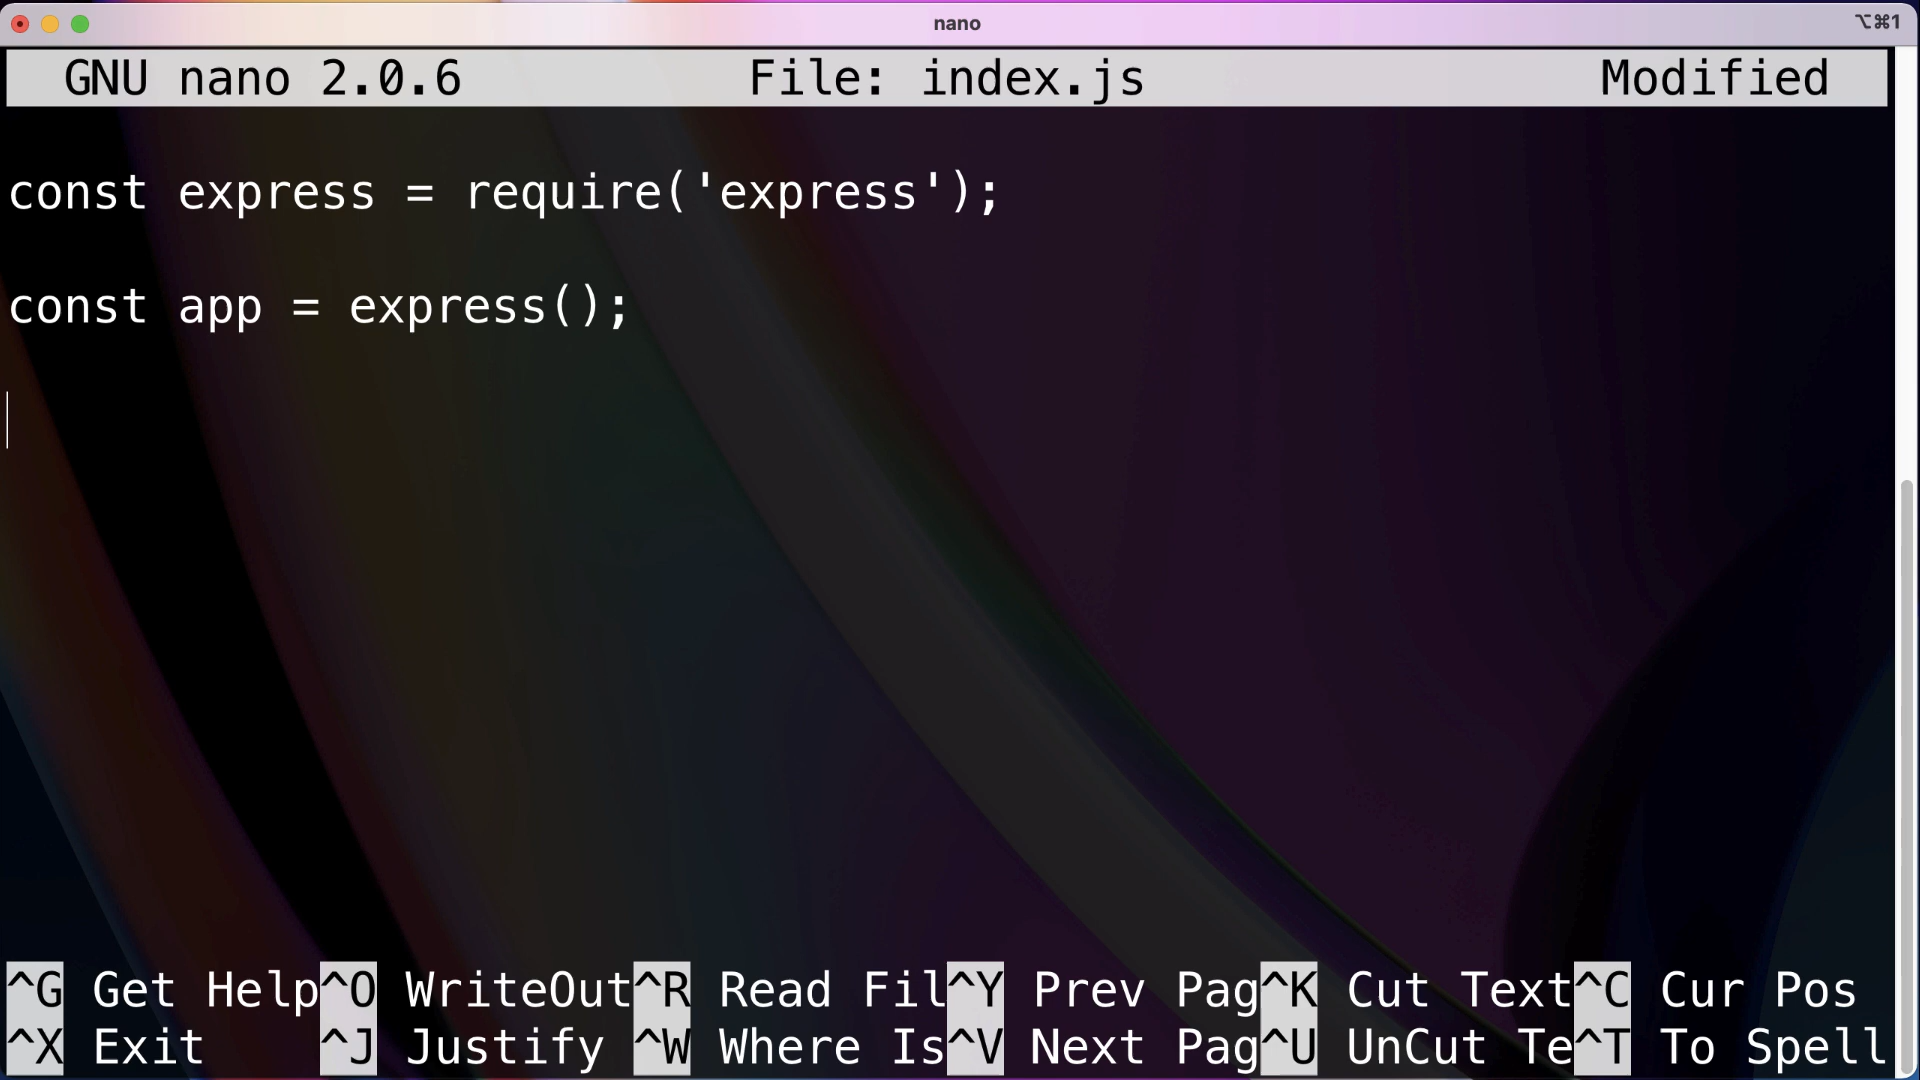 nano
⌥⌘1
GNU nano 2.0.6 File: index.js Modified
const express = require('express');
const app = express();
^G Get Help^O WriteOut^R Read Fil^Y Prev Pag^K Cut Text^C Cur Pos
^X Exit ^J Justify ^W Where Is^V Next Pag^U UnCut Te^T To Spell